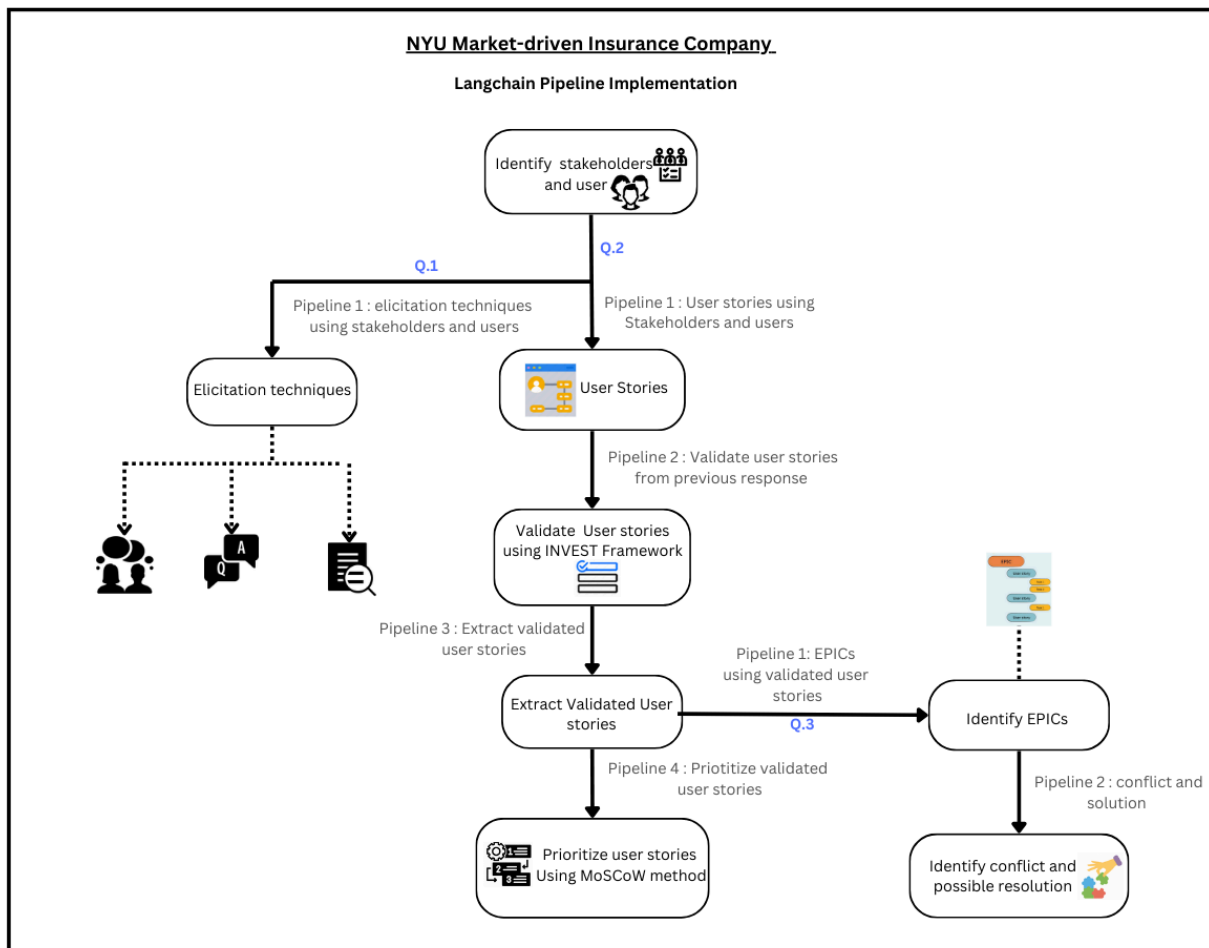 NYU Market-driven Insurance Company
Langchain Pipeline Implementation
Identify stakeholders
and user
Q.2
Q.1
Pipeline 1 : elicitation techniques
using stakeholders and users
Pipeline 1 : User stories using
Stakeholders and users
Elicitation techniques
User Stories
Pipeline 2 : Validate user stories
from previous response
Q
A
Validate User stories
using INVEST Framework
EPIC
Pipeline 3 : Extract validated
user stories
Pipeline 1: EPICs
using validated user
stories
Extract Validated User
stories
Q.3
Identify EPICs
Pipeline 4 : Priotitize validated
user stories
Pipeline 2 : conflict and
solution
1
2
3
Prioritize user stories
Using MoSCoW method
Identify conflict and
possible resolution